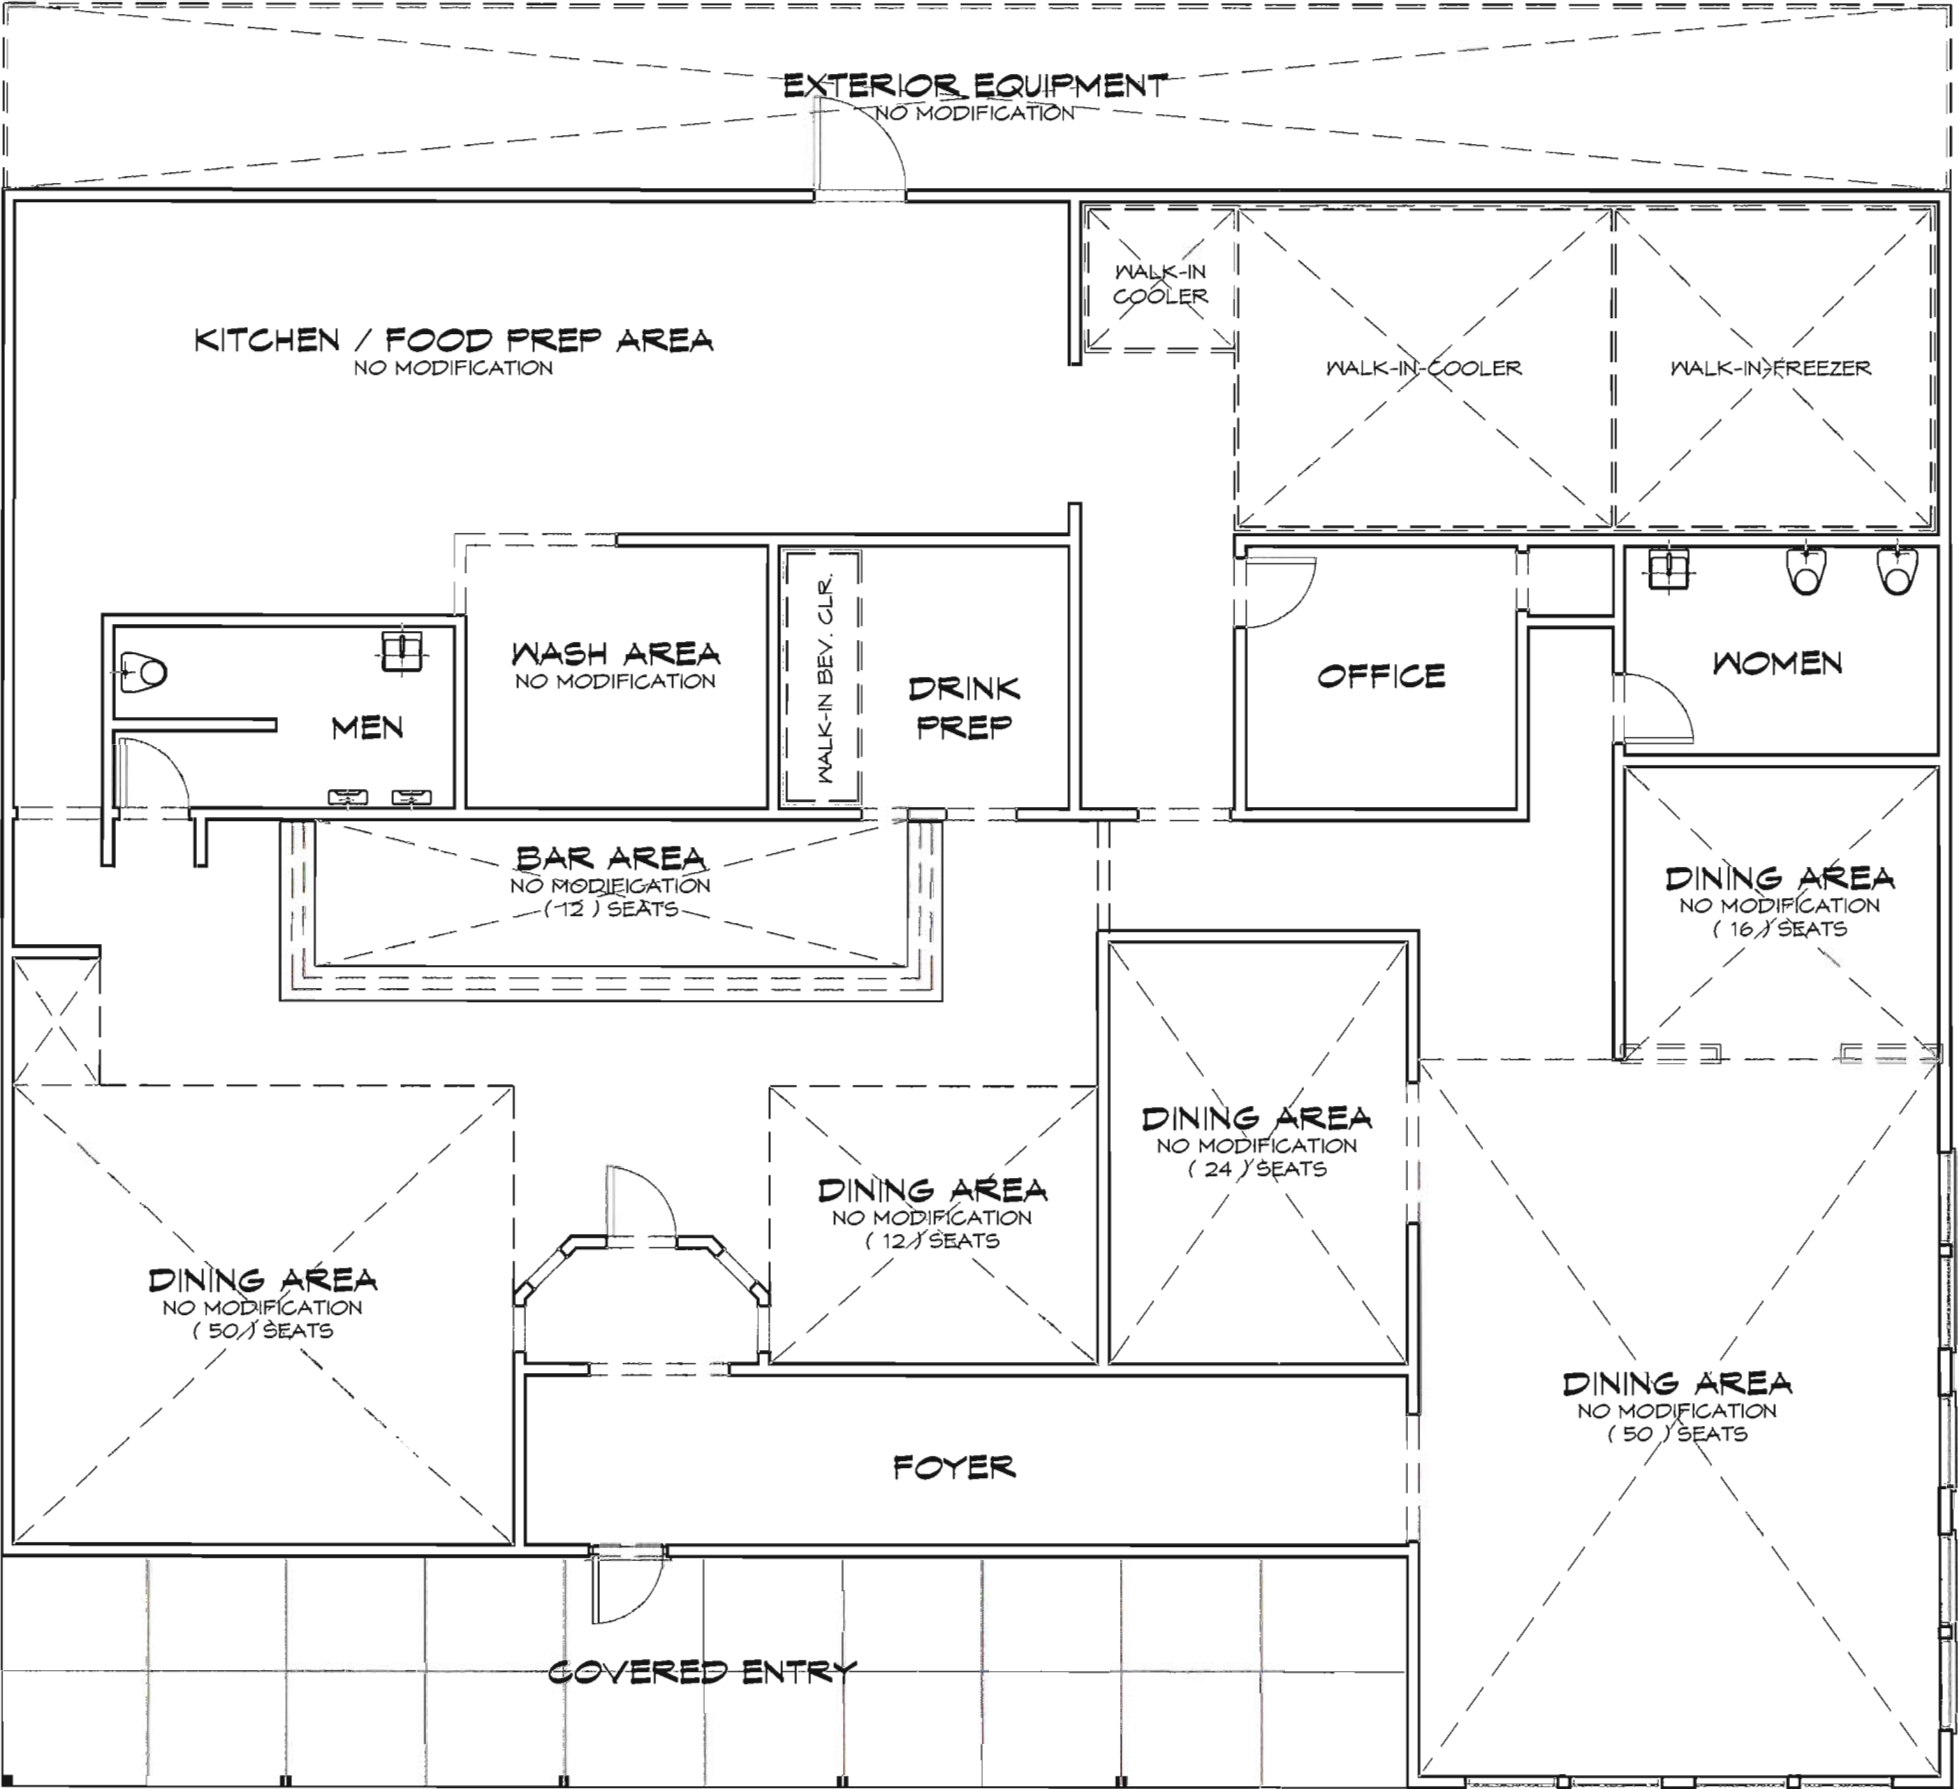 EXTERIOR EQUIPMENT
NO MODIFICATION
WALK-IN
COOLER
KITCHEN / FOOD PREP AREA
NO MODIFICATION
WALK-IN-COOLER
WALK-IN-FREEZER
WASH AREA
NO MODIFICATION
WALK-IN BEV. CLR.
DRINK
PREP
OFFICE
WOMEN
MEN
BAR AREA
NO MODIFICATION
( 12 ) SEATS
DINING AREA
NO MODIFICATION
( 16 ) SEATS
DINING AREA
NO MODIFICATION
( 24 ) SEATS
DINING AREA
NO MODIFICATION
( 12 ) SEATS
DINING AREA
NO MODIFICATION
( 50 ) SEATS
DINING AREA
NO MODIFICATION
( 50 ) SEATS
FOYER
COVERED ENTRY